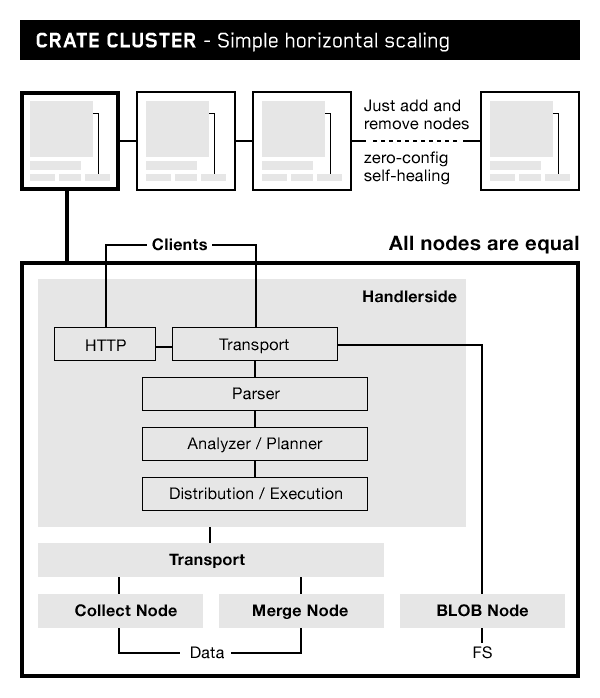 CRATE CLUSTER - Simple horizontal scaling
Just add and
remove nodes
zero-config
self-healing
All nodes are equal
Clients
Handlerside
HTTP
Transport
Parser
Analyzer / Planner
Distribution / Execution
Transport
Collect Node
Merge Node
BLOB Node
Data
FS